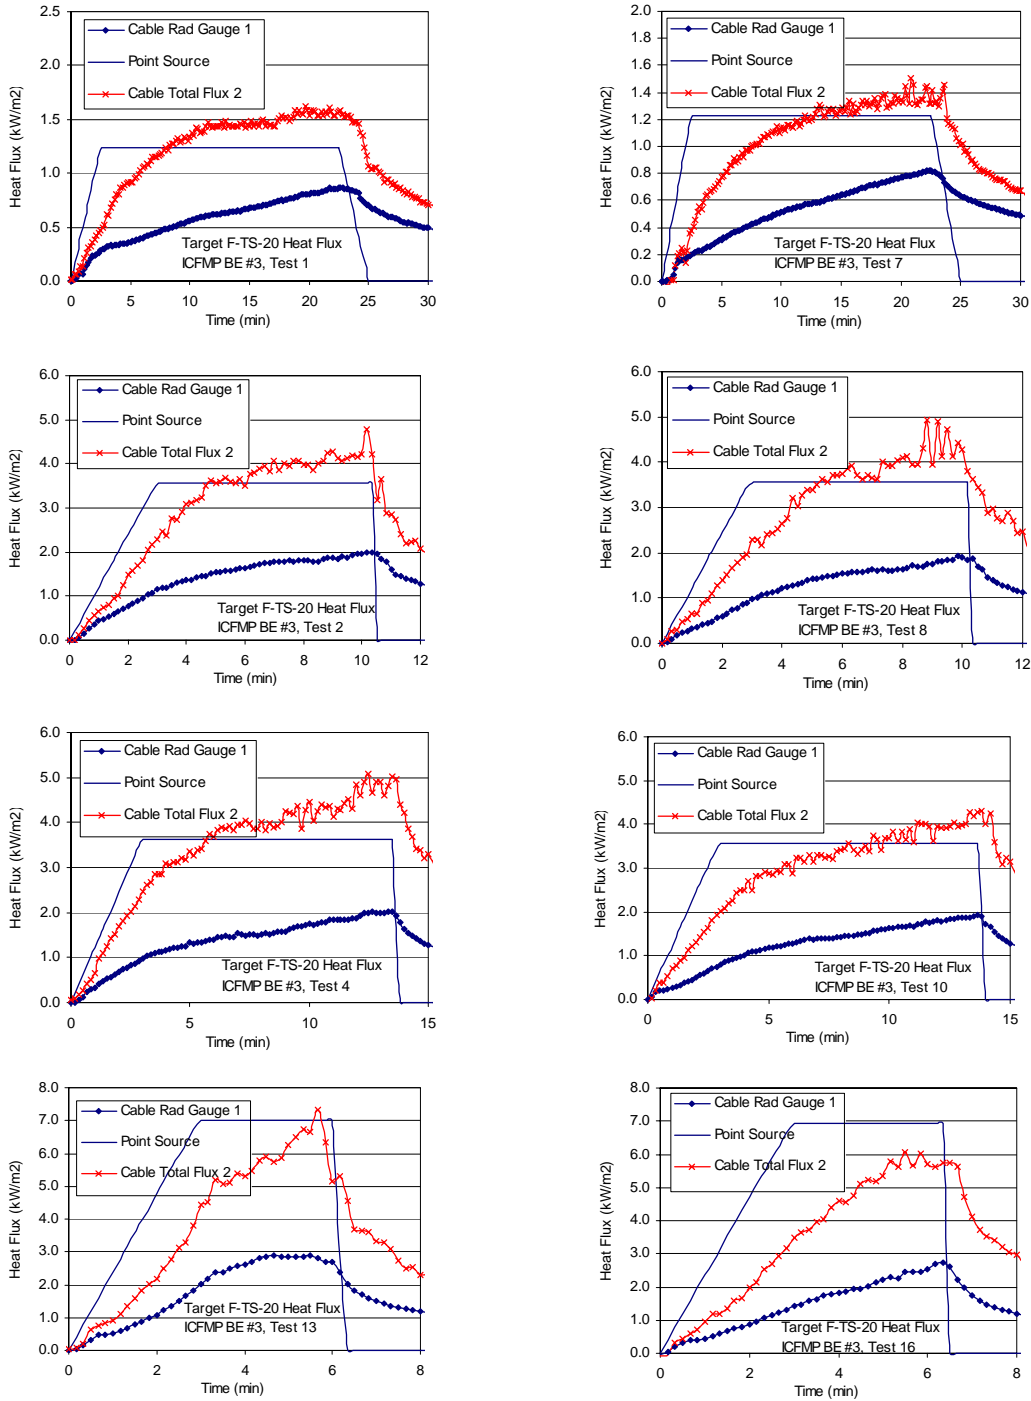 2.5
2.0
1.5
1.0
0.5
0.0
Heat Flux (kW/m2)
Cable Rad Gauge 1
Point Source
Cable Total Flux 2
Target F-TS-20 Heat Flux
ICFMP BE #3, Test 1
0 5 10 15 20 25 30
Time (min)
2.0
1.8
1.6
1.4
1.2
1.0
0.8
0.6
0.4
0.2
0.0
Heat Flux (kW/m2)
Cable Rad Gauge 1
Point Source
Cable Total Flux 2
Target F-TS-20 Heat Flux
ICFMP BE #3, Test 7
0 5 10 15 20 25 30
Time (min)
6.0
5.0
4.0
3.0
2.0
1.0
0.0
Heat Flux (kW/m2)
Cable Rad Gauge 1
Point Source
Cable Total Flux 2
Target F-TS-20 Heat Flux
ICFMP BE #3, Test 2
0 2 4 6 8 10 12
Time (min)
6.0
5.0
4.0
3.0
2.0
1.0
0.0
Heat Flux (kW/m2)
Cable Rad Gauge 1
Point Source
Cable Total Flux 2
Target F-TS-20 Heat Flux
ICFMP BE #3, Test 8
0 2 4 6 8 10 12
Time (min)
6.0
5.0
4.0
3.0
2.0
1.0
0.0
Heat Flux (kW/m2)
Cable Rad Gauge 1
Point Source
Cable Total Flux 2
Target F-TS-20 Heat Flux
ICFMP BE #3, Test 4
0 5 10 15
Time (min)
6.0
5.0
4.0
3.0
2.0
1.0
0.0
Heat Flux (kW/m2)
Cable Rad Gauge 1
Point Source
Cable Total Flux 2
Target F-TS-20 Heat Flux
ICFMP BE #3, Test 10
0 5 10 15
Time (min)
8.0
7.0
6.0
5.0
4.0
3.0
2.0
1.0
0.0
Heat Flux (kW/m2)
Cable Rad Gauge 1
Point Source
Cable Total Flux 2
Target F-TS-20 Heat Flux
ICFMP BE #3, Test 13
0 2 4 6 8
Time (min)
8.0
7.0
6.0
5.0
4.0
3.0
2.0
1.0
0.0
Heat Flux (kW/m2)
Cable Rad Gauge 1
Point Source
Cable Total Flux 2
Target F-TS-20 Heat Flux
ICFMP BE #3, Test 16
0 2 4 6 8
Time (min)